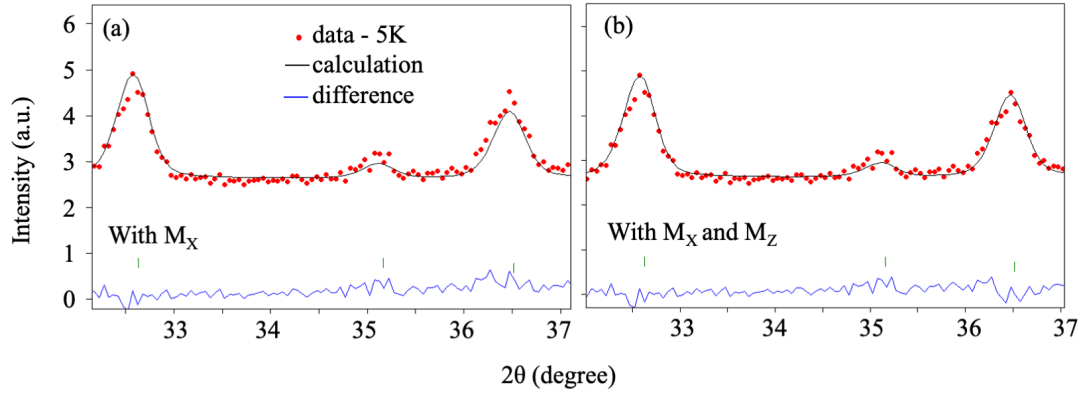 (a)
data - 5K
calculation
difference
With M_X
6
5
4
3
2
1
0
Intensity (a.u.)
33
34
35
36
37
(b)
With M_X and M_Z
33
34
35
36
37
2θ (degree)